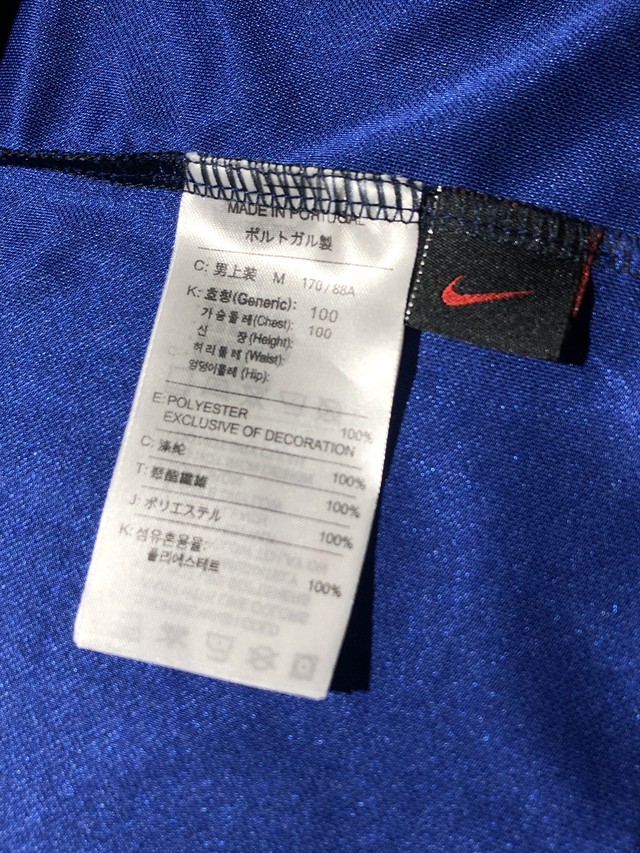 MADE IN PORTUGAL
ポルトガル製
C: 男上装 M 170/88A
K: 호칭(Generic): 100
가슴둘레(Chest): 100
신 장(Height):
허리둘레(Waist):
엉덩이둘레(Hip):
E: POLYESTER 100%
EXCLUSIVE OF DECORATION
C: 涤纶 100%
T: 聚酯纖維 100%
J: ポリエステル 100%
K: 섬유혼용율:
폴리에스테르 100%